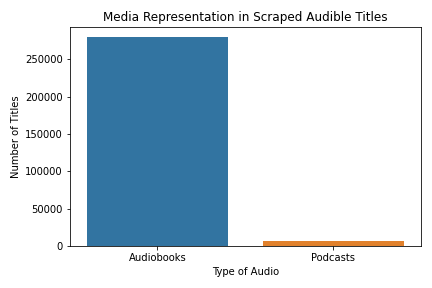 Media Representation in Scraped Audible Titles
Number of Titles
250000
200000
150000
100000
50000
0
Audiobooks
Podcasts
Type of Audio